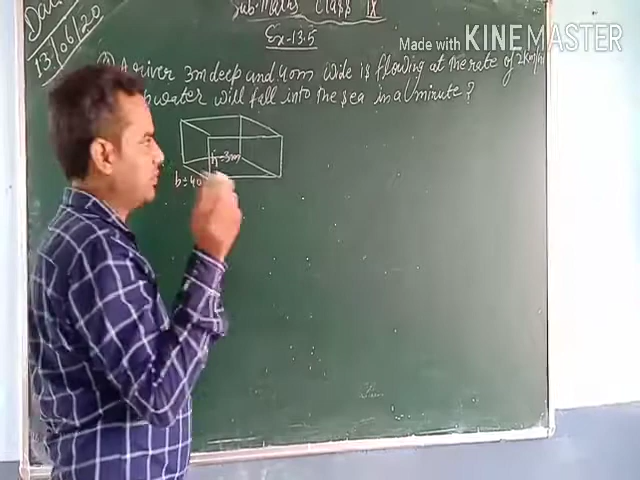 Sub-Maths Class IX
Date
13/06/20
Ex-13.5
A river 3m deep and 40m wide is flowing at the rate of 2km/h
water will fall into the sea in a minute?
h=3m
b=40
Made with KINEMASTER